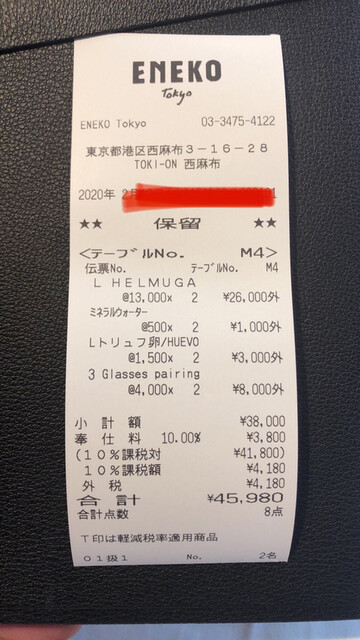 ENEKO
Tokyo
ENEKO Tokyo 03-3475-4122
東京都港区西麻布3-16-28
TOKI-ON 西麻布
2020年
★★ 保留 ★★
<テーブルNo. M4>
伝票No. テーブルNo. M4
L HELMUGA
@13,000x 2 ¥26,000外
ミネラルウォーター
@500x 2 ¥1,000外
Lトリュフ卵/HUEVO
@1,500x 2 ¥3,000外
3 Glasses pairing
@4,000x 2 ¥8,000外
小計額 ¥38,000
奉仕料 10.00% ¥3,800
(10%課税対 ¥41,800)
10%課税額 ¥4,180
外税 ¥4,180
合計 ¥45,980
合計点数 8点
T印は軽減税率適用商品
01扱1 No. 2名